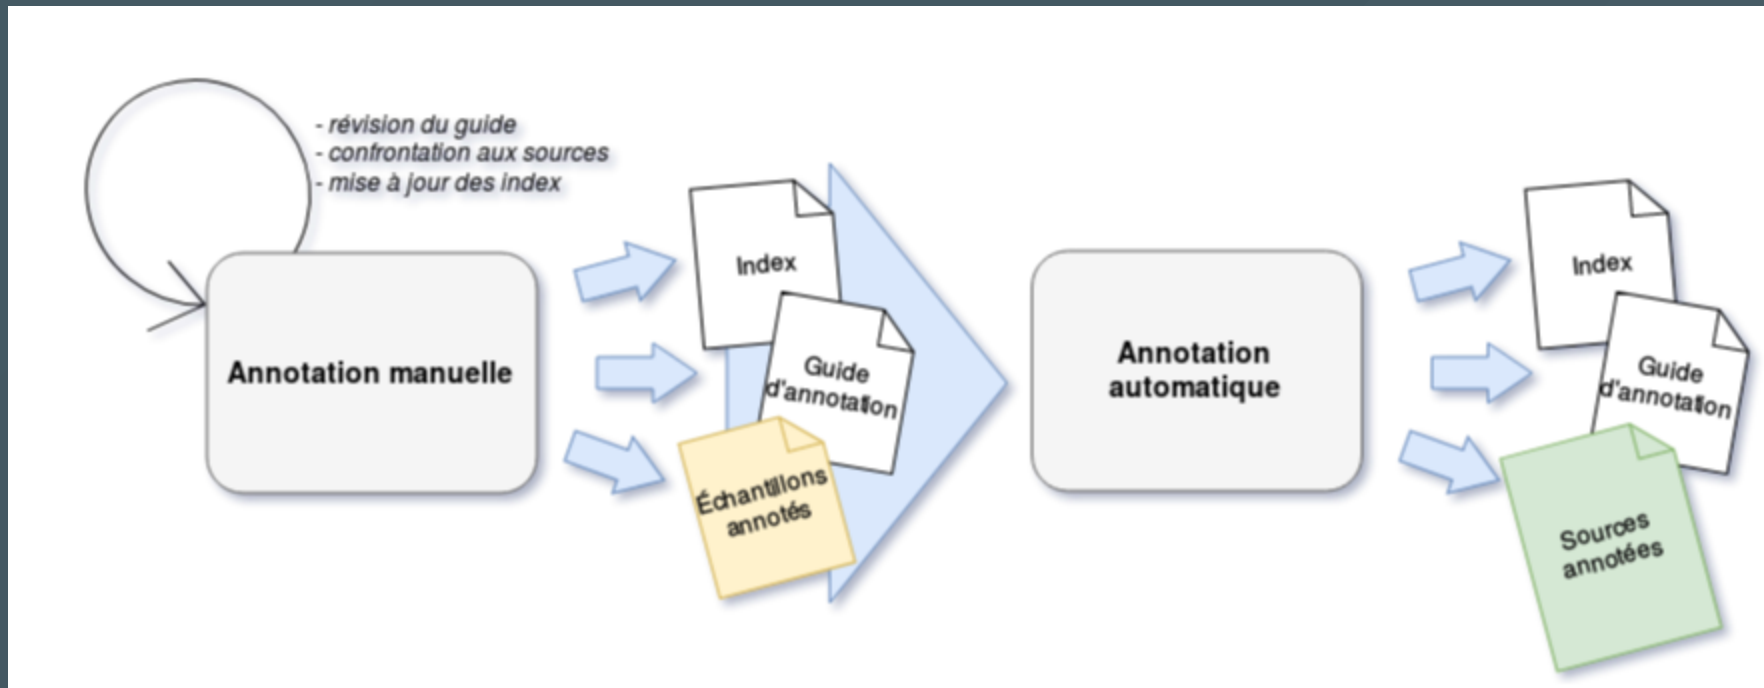 - révision du guide
- confrontation aux sources
- mise à jour des index
Annotation manuelle
Index
Guide
d'annotation
Échantillons
annotés
Annotation
automatique
Index
Guide
d'annotation
Sources
annotées